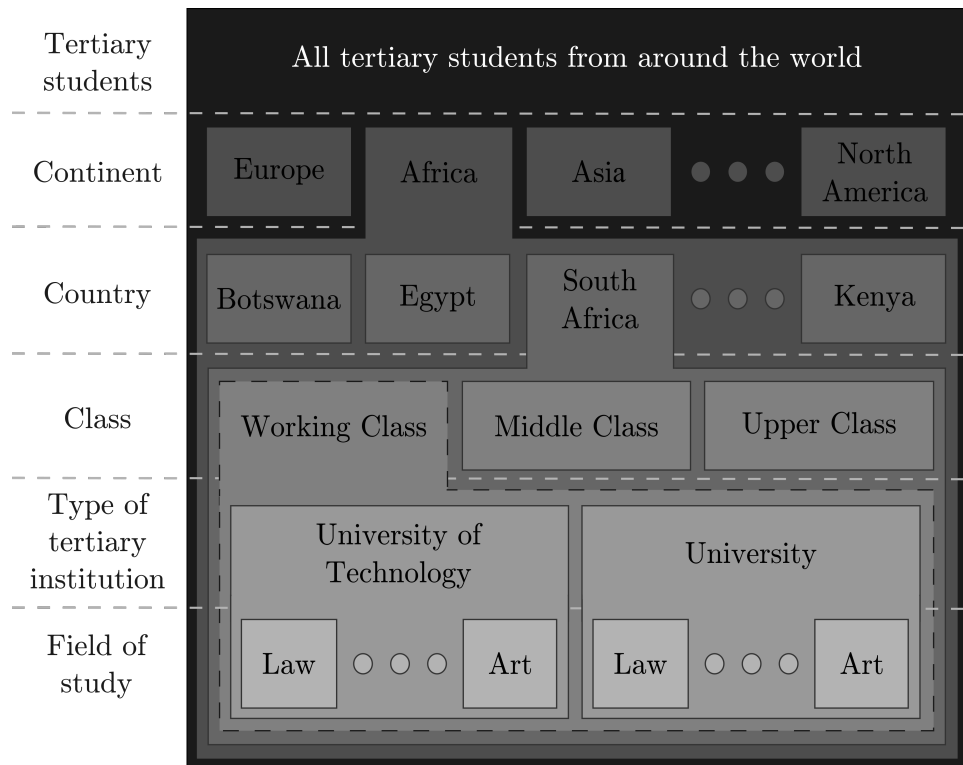 Tertiary
students
All tertiary students from around the world
Continent
Europe
Africa
Asia
North
America
Country
Botswana
Egypt
South
Africa
Kenya
Class
Working Class
Middle Class
Upper Class
Type of
tertiary
institution
University of
Technology
University
Field of
study
Law
Art
Law
Art